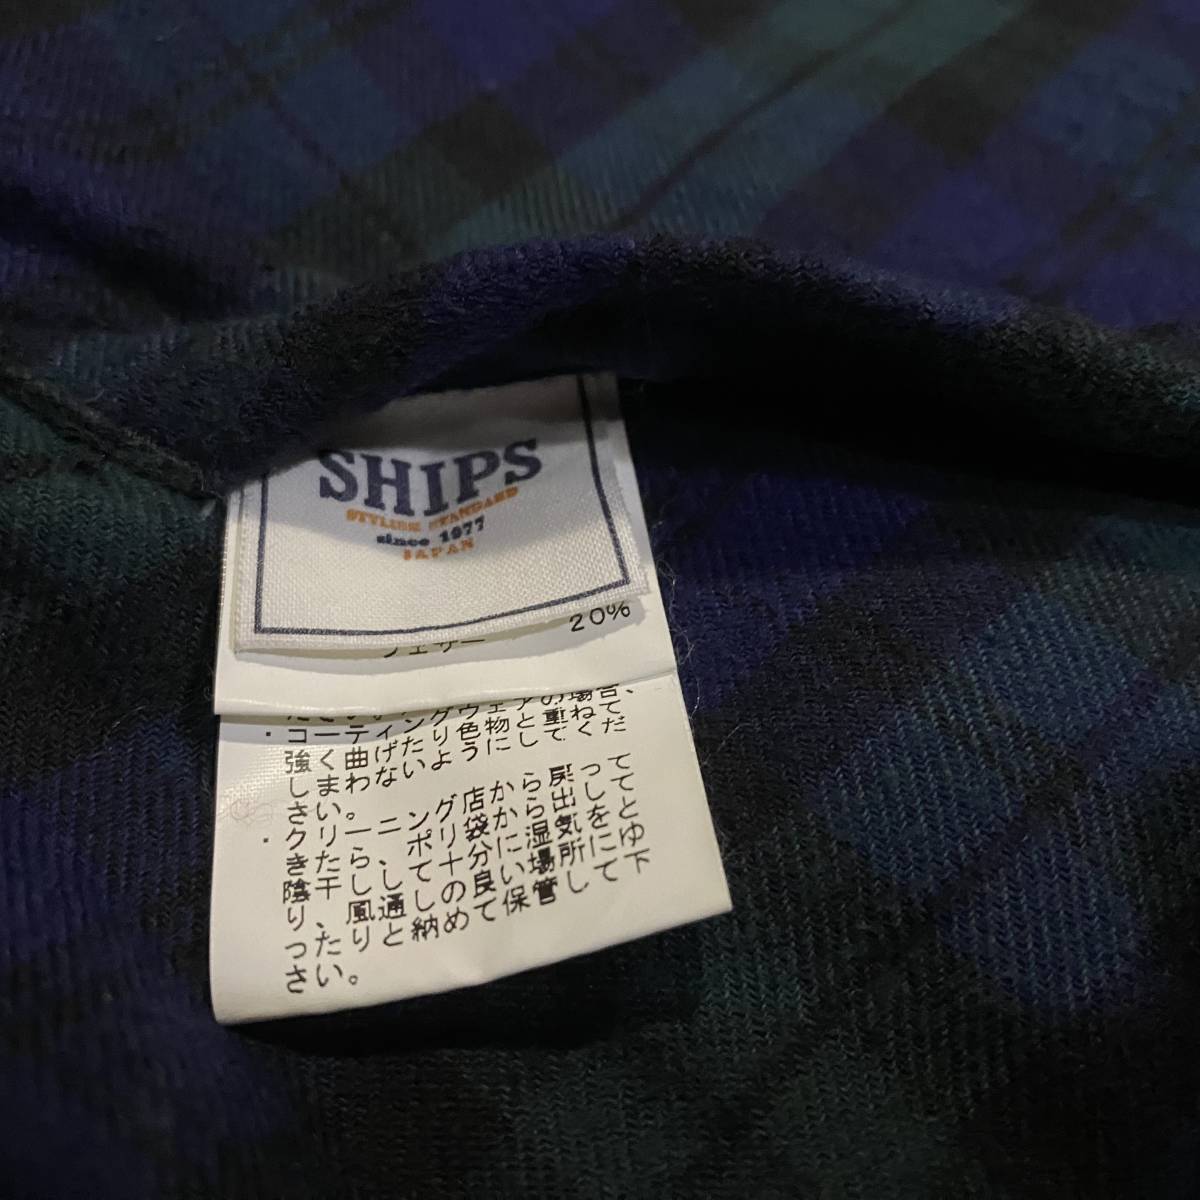 SHIPS
STYLISH STANDARD
since 1977
JAPAN
フェザー 20%
・コーティングウェアの場合、
強く曲げたり色物と重ねて
しまわないようにしてくだ
さい。
・クリーニング店から戻って
きたら、ポリ袋から出しをと
陰干し、十分に湿気をとゆ
り、風通しの良い場所にゆ
ったりと納めて保管して下
さい。